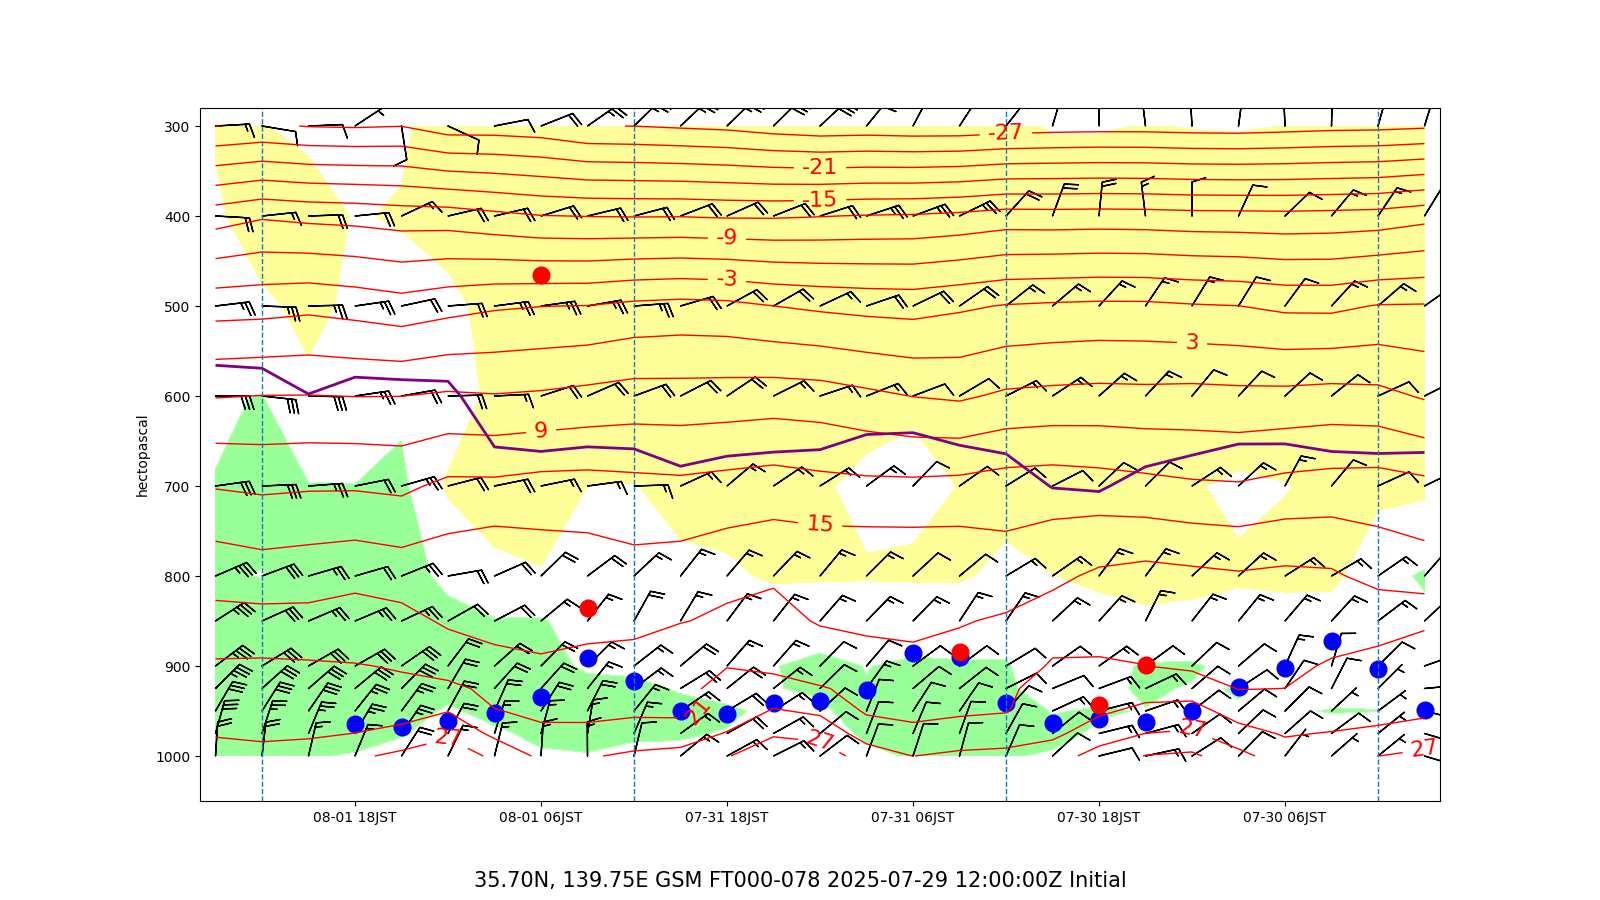 300
400
500
600
700
800
900
1000
hectopascal
-27
-21
-15
-9
-3
3
9
15
21
27
27
27
27
08-01 18JST
08-01 06JST
07-31 18JST
07-31 06JST
07-30 18JST
07-30 06JST
35.70N, 139.75E GSM FT000-078 2025-07-29 12:00:00Z Initial